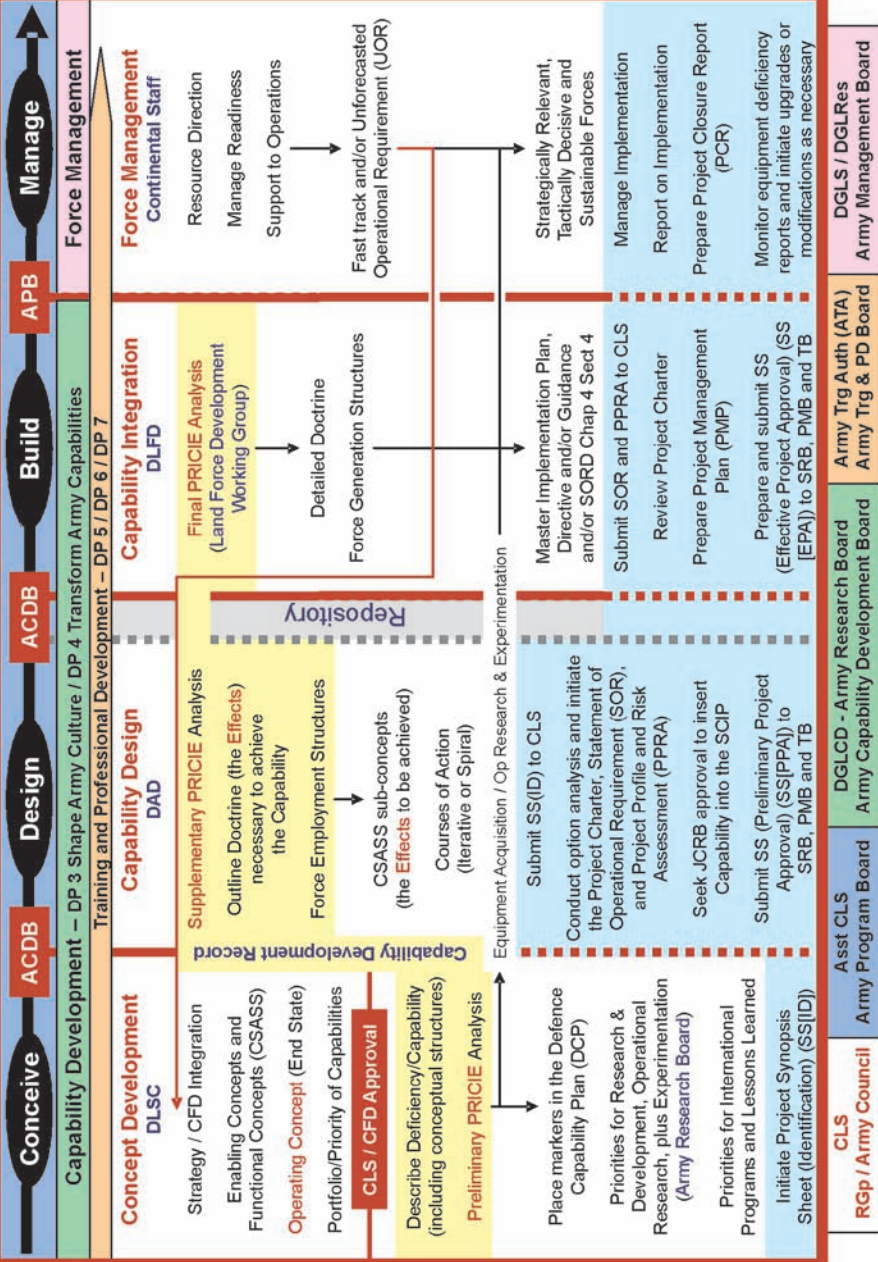 Conceive
ACDB
Design
ACDB
Build
APB
Manage
Capability Development – DP 3 Shape Army Culture / DP 4 Transform Army Capabilities
Force Management
Training and Professional Development – DP 5 / DP 6 / DP 7
Concept Development
DLSC
Strategy / CFD Integration
Enabling Concepts and
Functional Concepts (CSASS)
Operating Concept (End State)
Portfolio/Priority of Capabilities
CLS / CFD Approval
Describe Deficiency/Capability
(including conceptual structures)
Preliminary PRICIE Analysis
Place markers in the Defence
Capability Plan (DCP)
Priorities for Research &
Development, Operational
Research, plus Experimentation
(Army Research Board)
Priorities for International
Programs and Lessons Learned
Initiate Project Synopsis
Sheet (Identification) (SS[ID])
Capability Development Record
Capability Design
DAD
Supplementary PRICIE Analysis
Outline Doctrine (the Effects)
necessary to achieve
the Capability
Force Employment Structures
CSASS sub-concepts
(the Effects to be achieved)
Courses of Action
(Iterative or Spiral)
Equipment Acquisition / Op Research & Experimentation
Submit SS(ID) to CLS
Conduct option analysis and initiate
the Project Charter, Statement of
Operational Requirement (SOR),
and Project Profile and Risk
Assessment (PPRA)
Seek JCRB approval to insert
Capability into the SCIP
Submit SS (Preliminary Project
Approval) (SS[PPA]) to
SRB, PMB and TB
Repository
Capability Integration
DLFD
Final PRICIE Analysis
(Land Force Development
Working Group)
Detailed Doctrine
Force Generation Structures
Master Implementation Plan,
Directive and/or Guidance
and/or SORD Chap 4 Sect 4
Submit SOR and PPRA to CLS
Review Project Charter
Prepare Project Management
Plan (PMP)
Prepare and submit SS
(Effective Project Approval) (SS
[EPA]) to SRB, PMB and TB
Force Management
Continental Staff
Resource Direction
Manage Readiness
Support to Operations
Fast track and/or Unforecasted
Operational Requirement (UOR)
Strategically Relevant,
Tactically Decisive and
Sustainable Forces
Manage Implementation
Report on Implementation
Prepare Project Closure Report
(PCR)
Monitor equipment deficiency
reports and initiate upgrades or
modifications as necessary
CLS
RGp / Army Council
Asst CLS
Army Program Board
DGLCD - Army Research Board
Army Capability Development Board
Army Trg Auth (ATA)
Army Trg & PD Board
DGLS / DGLRes
Army Management Board